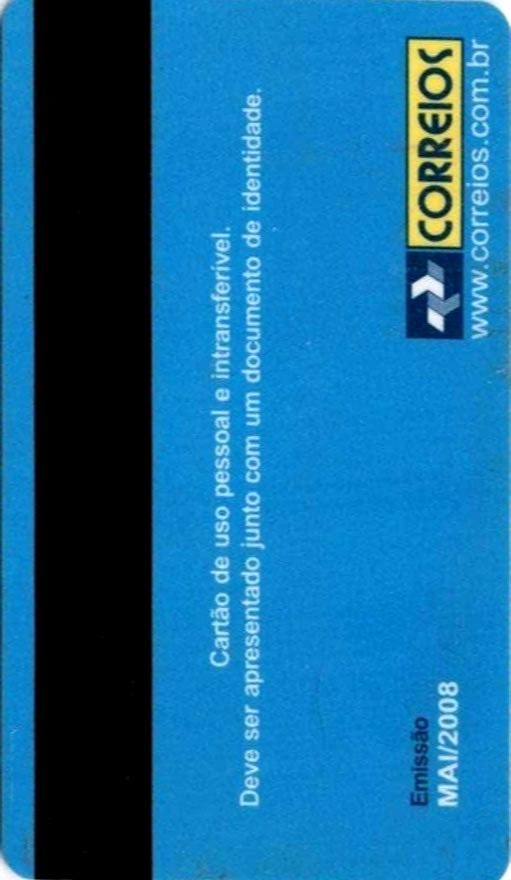 Cartão de uso pessoal e intransferível.
Deve ser apresentado junto com um documento de identidade.
Emissão
MAI/2008
CORREIOS
www.correios.com.br